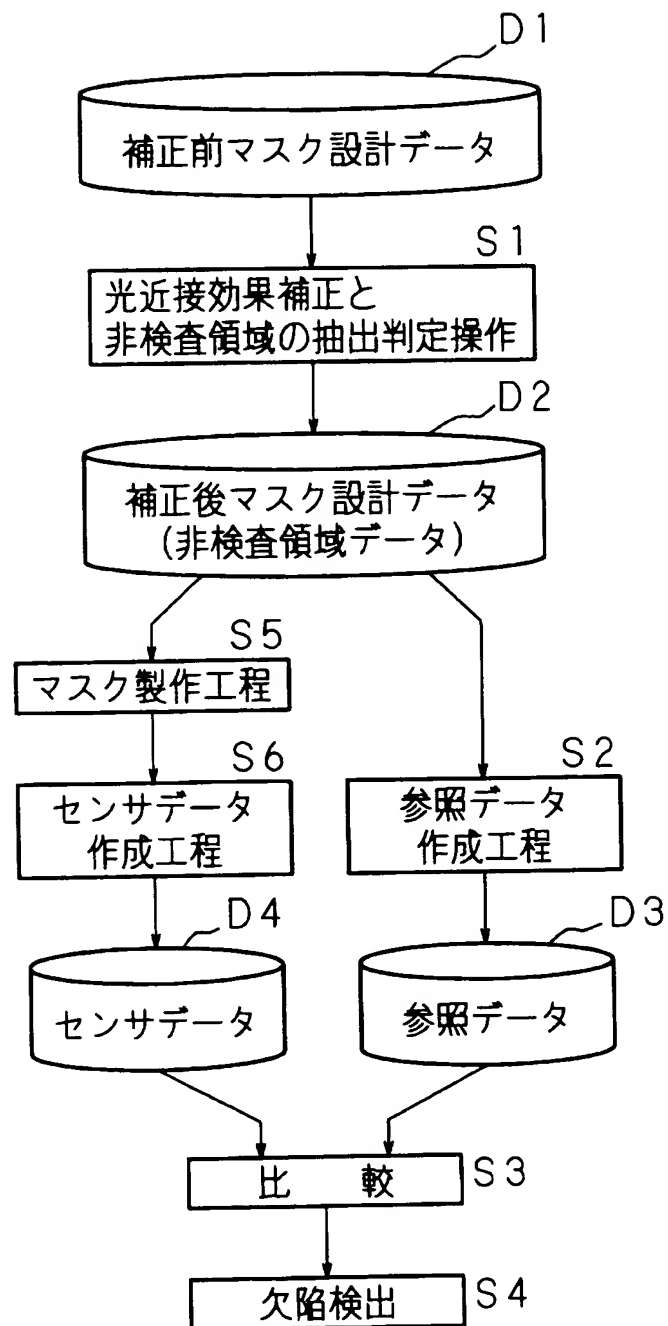 D1
補正前マスク設計データ
S1
光近接効果補正と
非検査領域の抽出判定操作
D2
補正後マスク設計データ
(非検査領域データ)
S5
マスク製作工程
S6
センサデータ
作成工程
S2
参照データ
作成工程
D4
センサデータ
D3
参照データ
比 較
S3
欠陥検出
S4